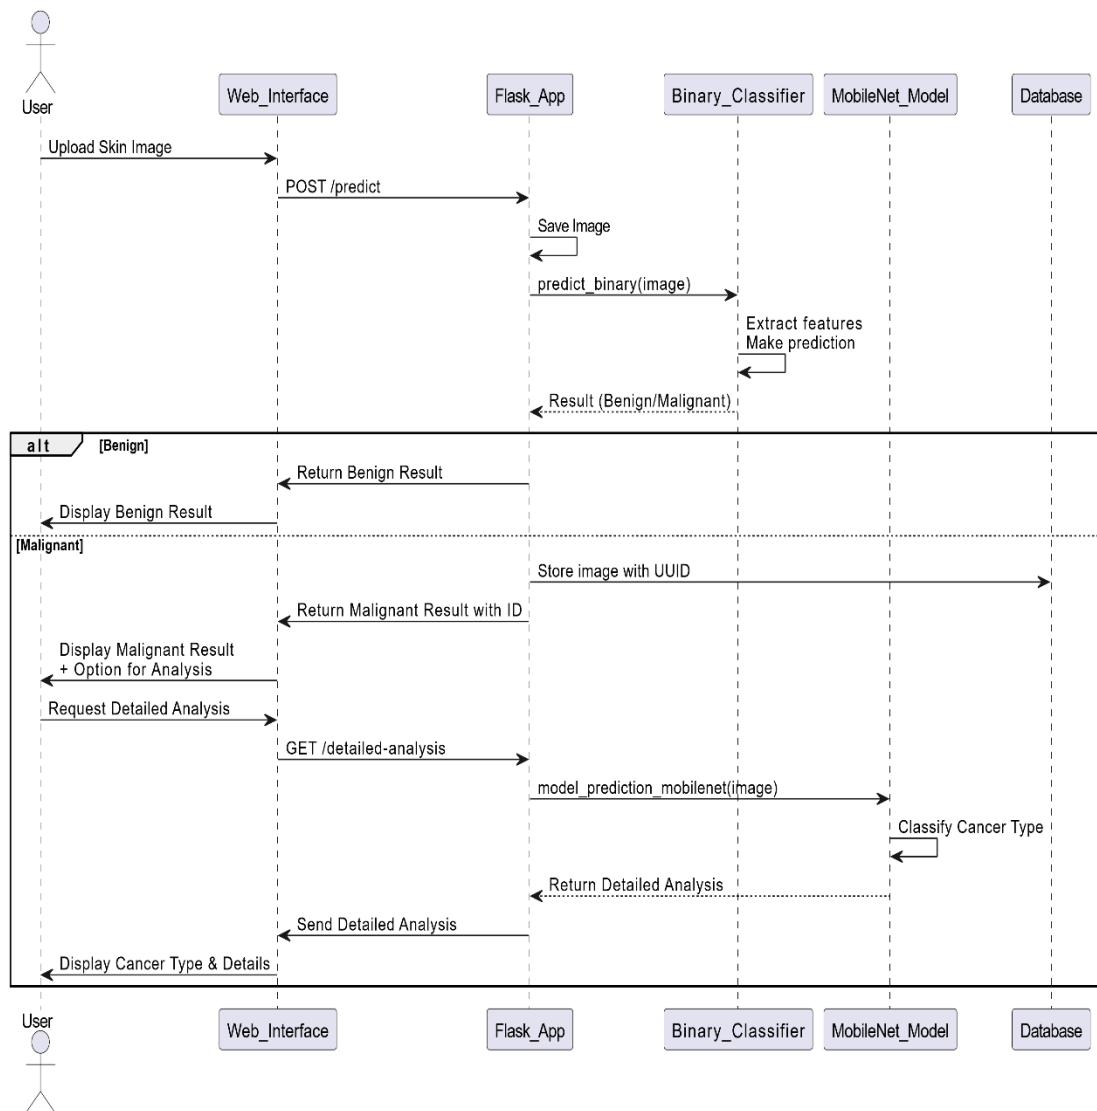 User
Web_Interface
Flask_App
Binary_Classifier
MobileNet_Model
Database
Upload Skin Image
POST /predict
Save Image
predict_binary(image)
Extract features
Make prediction
Result (Benign/Malignant)
alt
[Benign]
Return Benign Result
Display Benign Result
[Malignant]
Store image with UUID
Return Malignant Result with ID
Display Malignant Result
+ Option for Analysis
Request Detailed Analysis
GET /detailed-analysis
model_prediction_mobilenet(image)
Classify Cancer Type
Return Detailed Analysis
Send Detailed Analysis
Display Cancer Type & Details
User
Web_Interface
Flask_App
Binary_Classifier
MobileNet_Model
Database